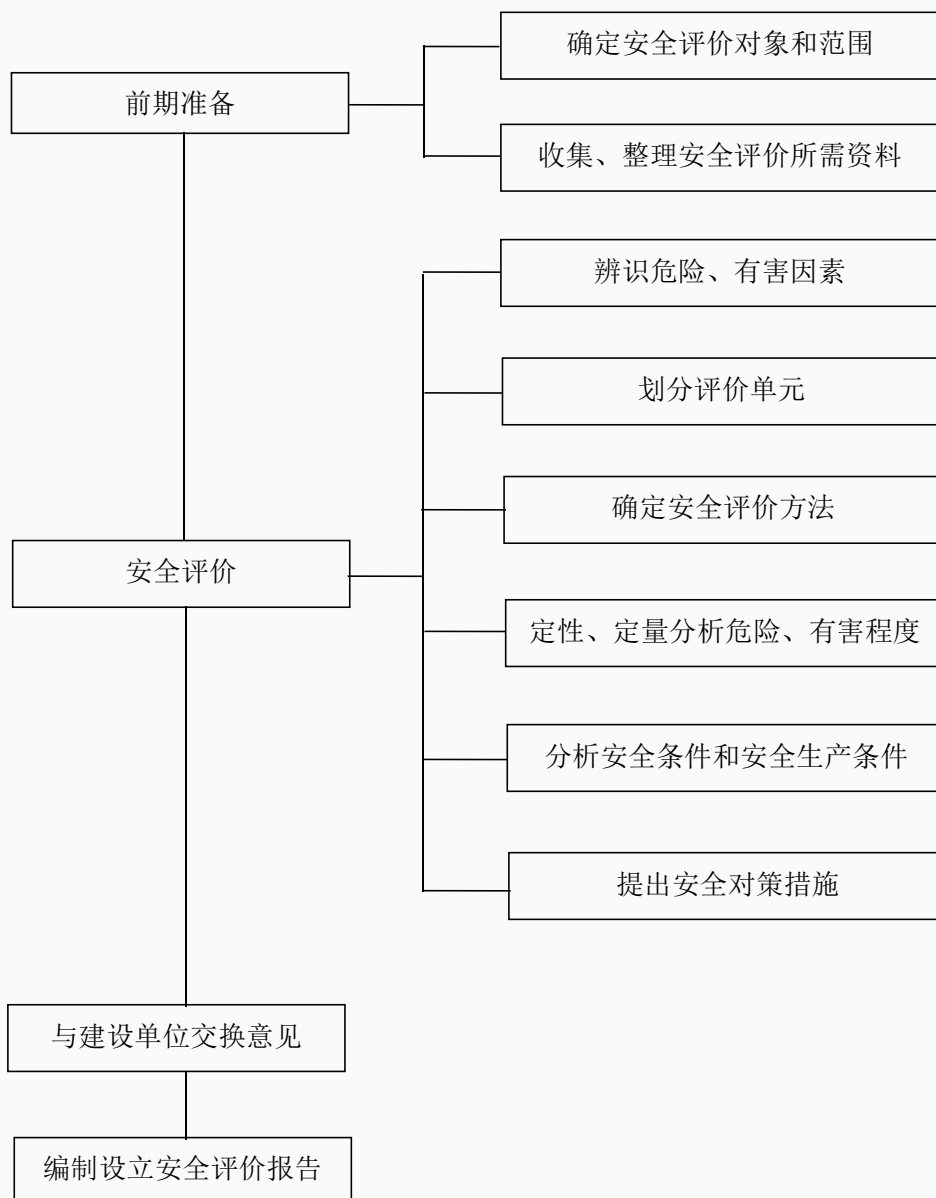 确定安全评价对象和范围
前期准备
收集、整理安全评价所需资料
辨识危险、有害因素
划分评价单元
确定安全评价方法
安全评价
定性、定量分析危险、有害程度
分析安全条件和安全生产条件
提出安全对策措施
与建设单位交换意见
编制设立安全评价报告